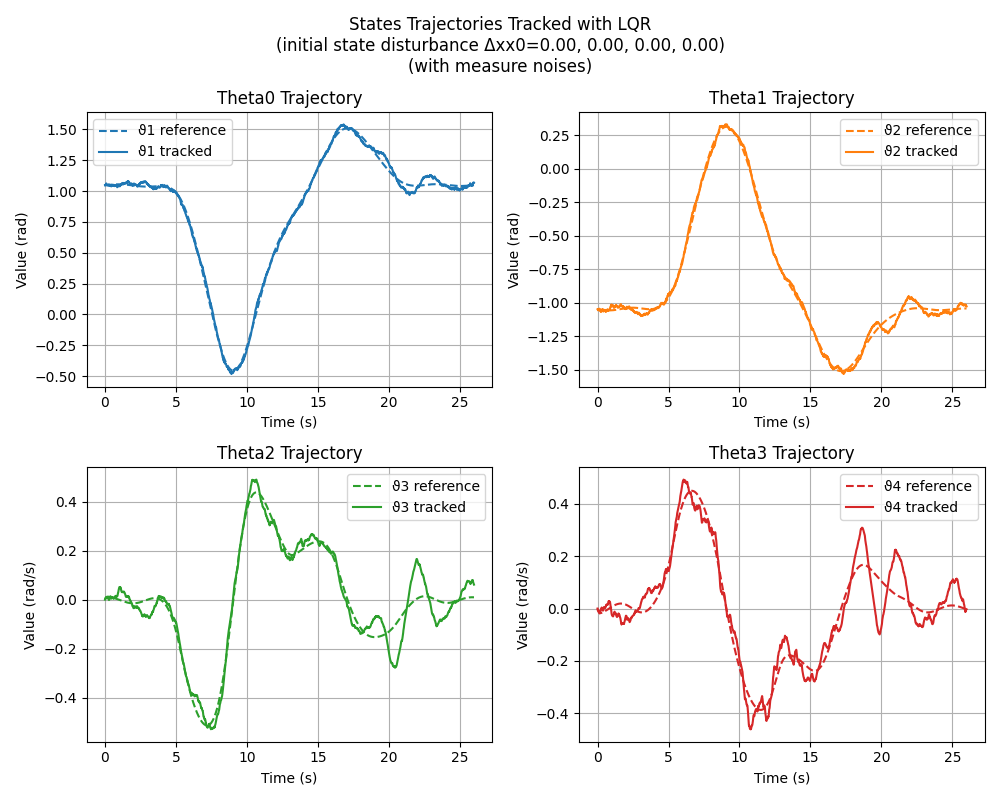 States Trajectories Tracked with LQR
(initial state disturbance Δxx0=0.00, 0.00, 0.00, 0.00)
(with measure noises)
Theta0 Trajectory
ϑ1 reference
ϑ1 tracked
1.50
1.25
1.00
0.75
0.50
0.25
0.00
−0.25
−0.50
Value (rad)
0 5 10 15 20 25
Time (s)
Theta1 Trajectory
ϑ2 reference
ϑ2 tracked
0.25
0.00
−0.25
−0.50
−0.75
−1.00
−1.25
−1.50
Value (rad)
0 5 10 15 20 25
Time (s)
Theta2 Trajectory
ϑ3 reference
ϑ3 tracked
0.4
0.2
0.0
−0.2
−0.4
Value (rad/s)
0 5 10 15 20 25
Time (s)
Theta3 Trajectory
ϑ4 reference
ϑ4 tracked
0.4
0.2
0.0
−0.2
−0.4
Value (rad/s)
0 5 10 15 20 25
Time (s)